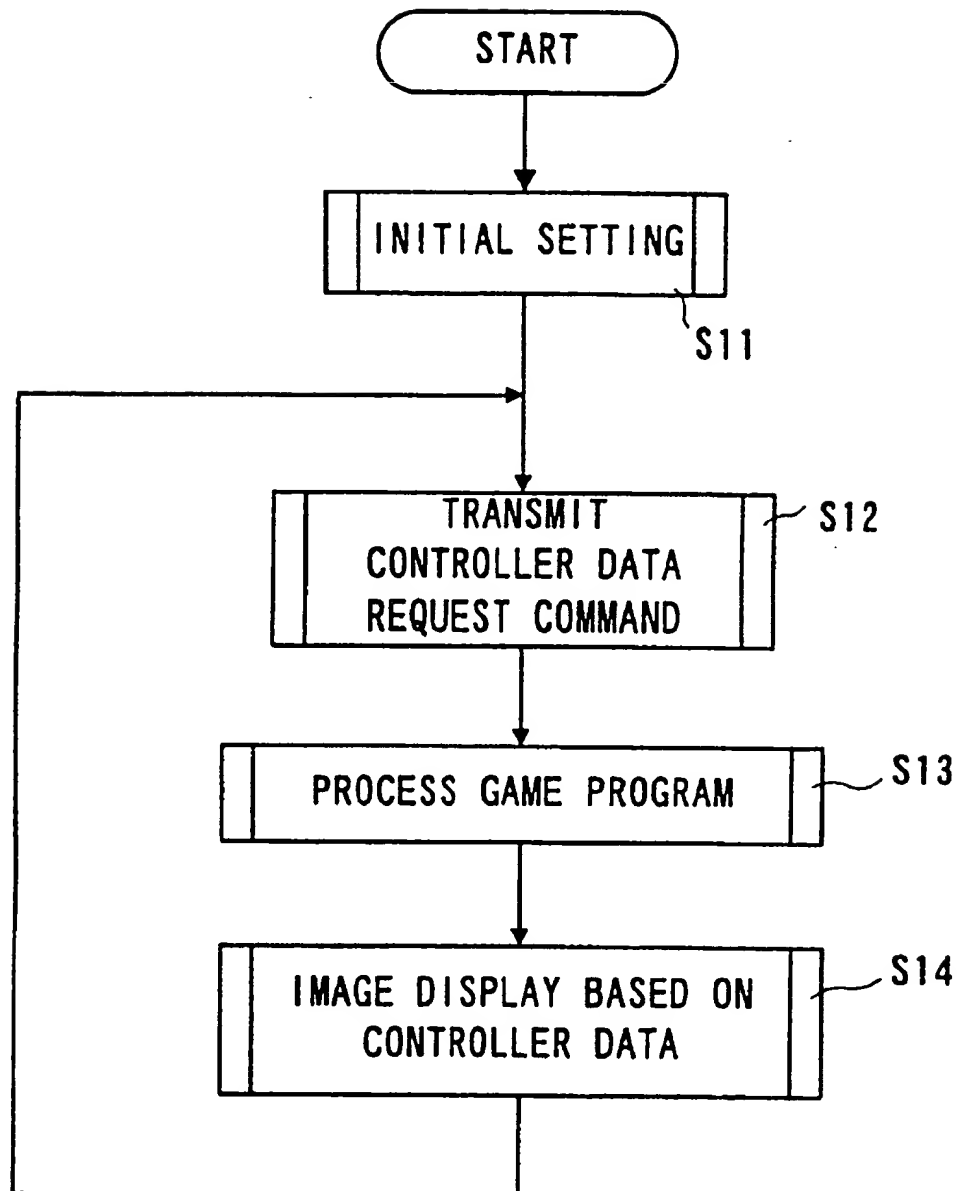 START
INITIAL SETTING
S11
TRANSMIT
CONTROLLER DATA
REQUEST COMMAND
S12
PROCESS GAME PROGRAM
S13
IMAGE DISPLAY BASED ON
CONTROLLER DATA
S14